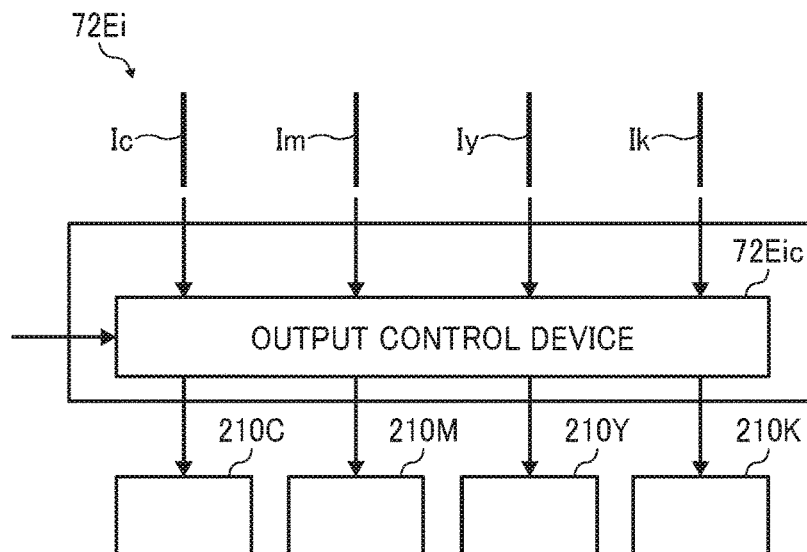 72Ei
Ic Im Iy Ik
72Eic
OUTPUT CONTROL DEVICE
210C 210M 210Y 210K